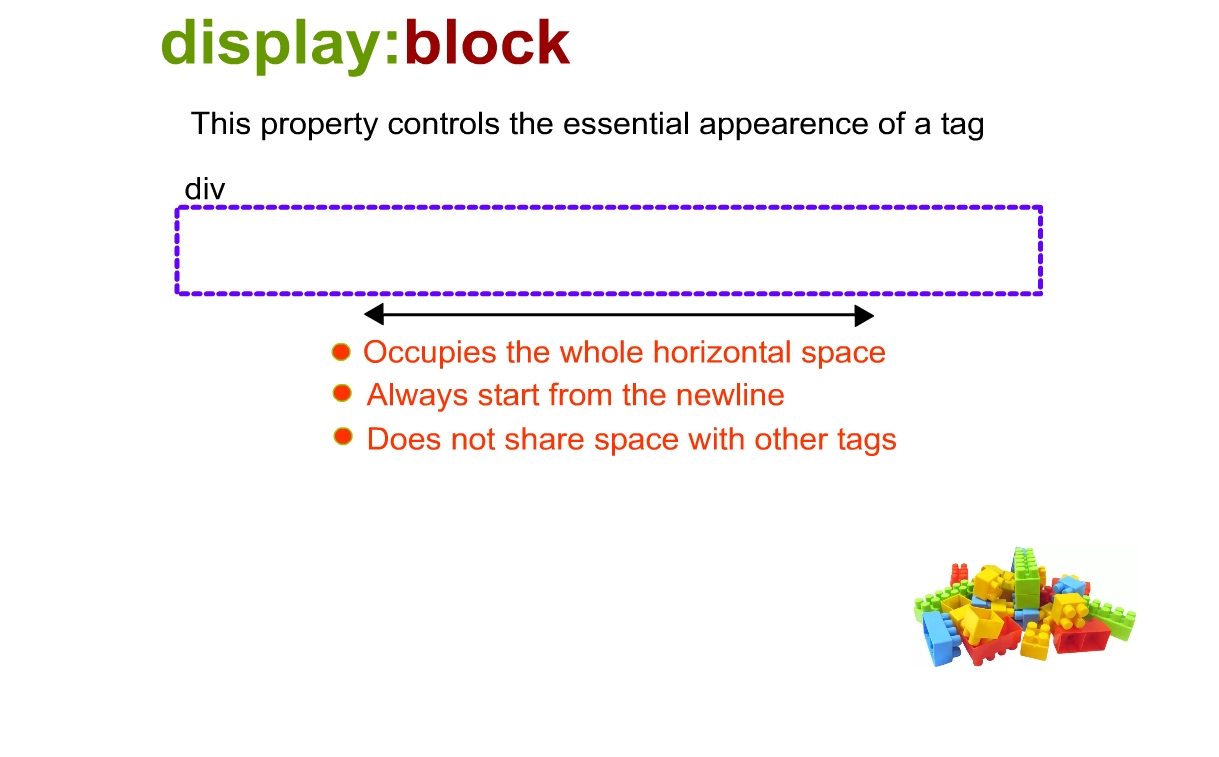 display:block
This property controls the essential appearence of a tag
div
Occupies the whole horizontal space
Always start from the newline
Does not share space with other tags